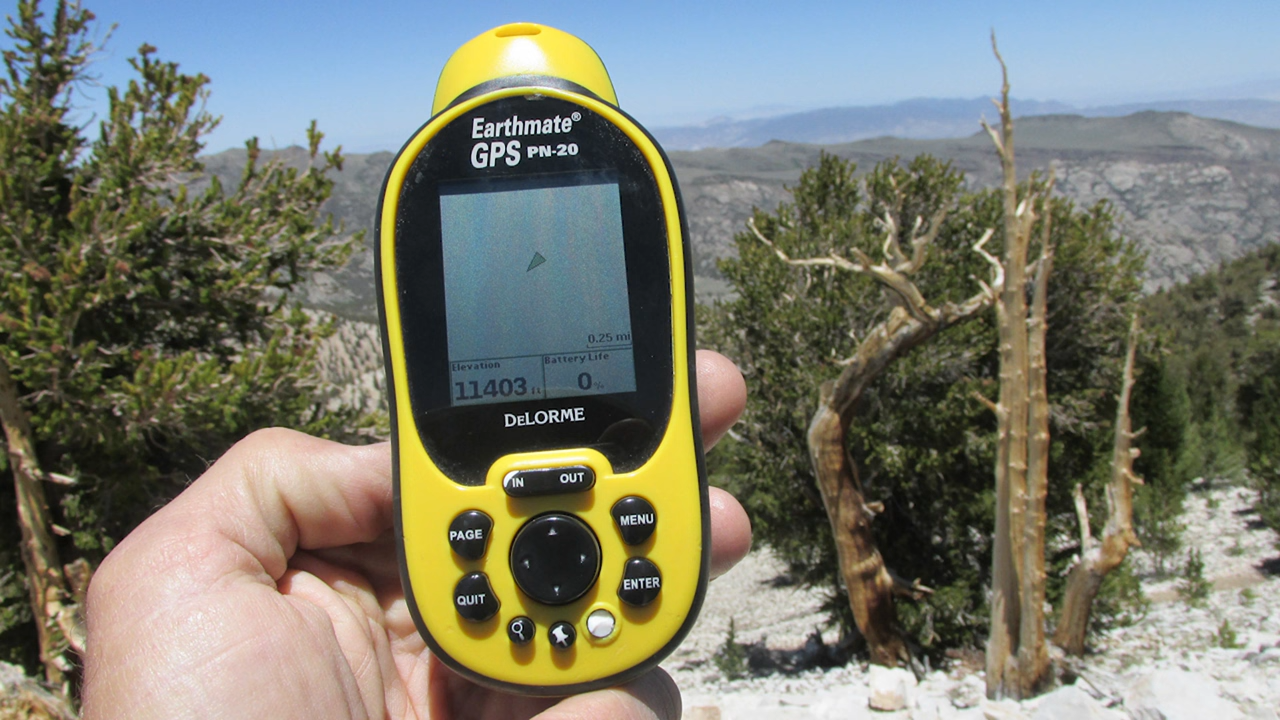 Earthmate®
GPS PN-20
0.25 mi
Elevation Battery Life
11403 ft 0 %
DELORME
IN OUT
PAGE MENU
QUIT ENTER